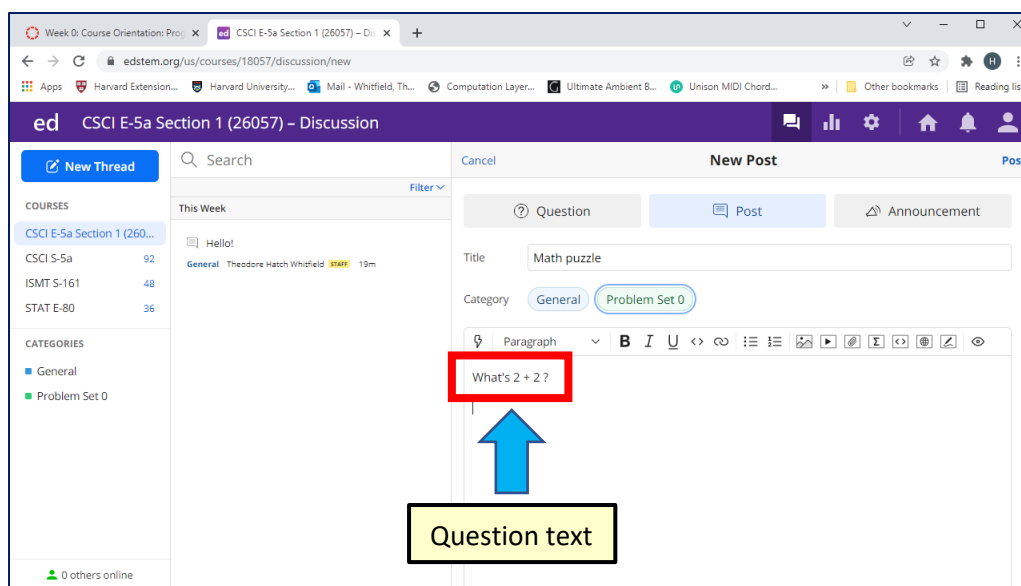 Week 0: Course Orientation: Prog
ed CSCI E-5a Section 1 (26057) – Dis
edstem.org/us/courses/18057/discussion/new
H
Apps Harvard Extension... Harvard University... Mail - Whitfield, Th... Computation Layer... Ultimate Ambient B... Unison MIDI Chord... » Other bookmarks Reading lis
ed CSCI E-5a Section 1 (26057) – Discussion
New Thread
COURSES
CSCI E-5a Section 1 (260...
CSCI S-5a 92
ISMT S-161 48
STAT E-80 36
CATEGORIES
General
Problem Set 0
0 others online
Search
Filter
This Week
Hello!
General Theodore Hatch Whitfield STAFF 19m
Cancel New Post Pos
Question Post Announcement
Title Math puzzle
Category General Problem Set 0
Paragraph B I U
What's 2 + 2 ?
Question text